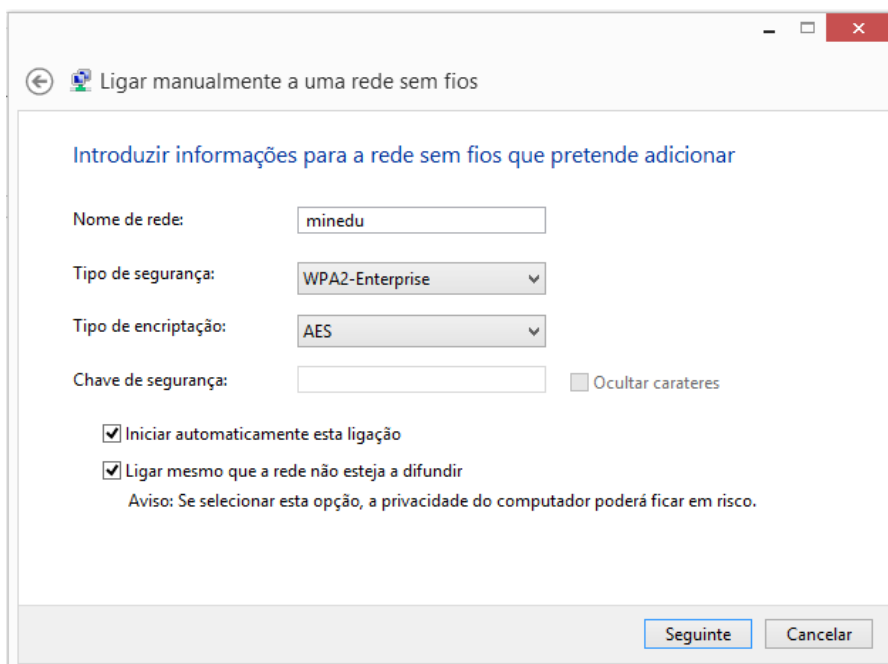 Ligar manualmente a uma rede sem fios
Introduzir informações para a rede sem fios que pretende adicionar
Nome de rede: minedu
Tipo de segurança: WPA2-Enterprise
Tipo de encriptação: AES
Chave de segurança: Ocultar carateres
Iniciar automaticamente esta ligação
Ligar mesmo que a rede não esteja a difundir
Aviso: Se selecionar esta opção, a privacidade do computador poderá ficar em risco.
Seguinte Cancelar